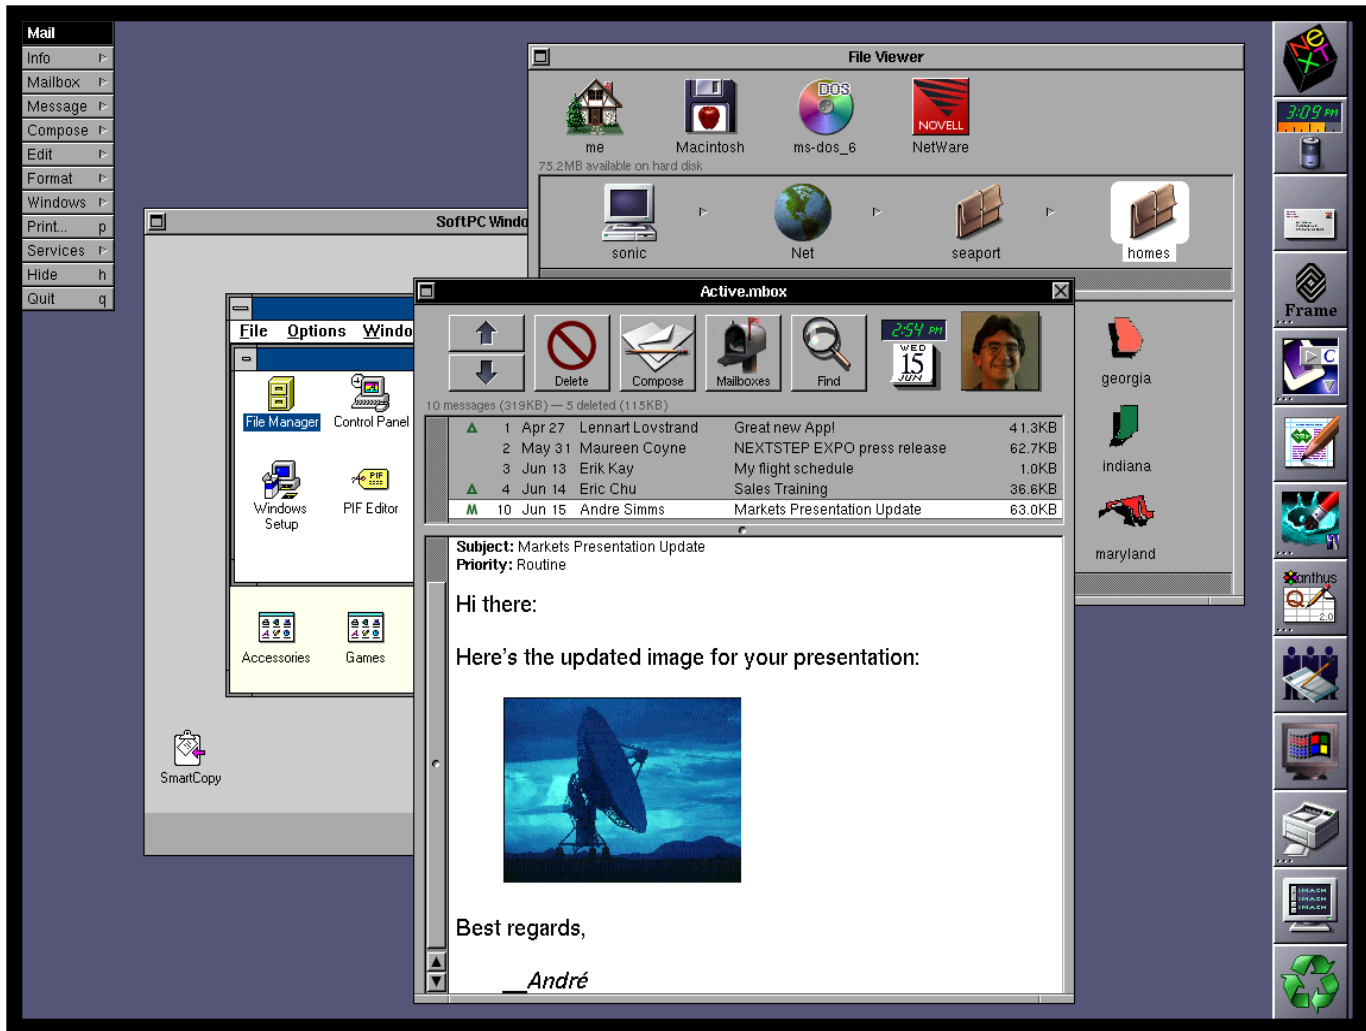 Mail
Info
Mailbox
Message
Compose
Edit
Format
Windows
Print... p
Services
Hide h
Quit q
File Viewer
me Macintosh DOS ms-dos_6 NOVELL NetWare
75.2MB available on hard disk
sonic Net seaport homes
georgia
indiana
maryland
SoftPC Windo
File Options Windo
File Manager Control Panel
Windows Setup PIF PIF Editor
Accessories Games
SmartCopy
Active.mbox
Delete Compose Mailboxes Find
2:54 PM
WED
15
JUN
10 messages (319KB) — 5 deleted (115KB)
1 Apr 27 Lennart Lovstrand Great new App! 41.3KB
2 May 31 Maureen Coyne NEXTSTEP EXPO press release 62.7KB
3 Jun 13 Erik Kay My flight schedule 1.0KB
4 Jun 14 Eric Chu Sales Training 36.6KB
M 10 Jun 15 Andre Simms Markets Presentation Update 63.0KB
Subject: Markets Presentation Update
Priority: Routine
Hi there:
Here's the updated image for your presentation:
Best regards,
__André
NeXT
3:09 PM
Frame
C
Xanthus
Q
2.0
>MACH
>MACH
>MACH